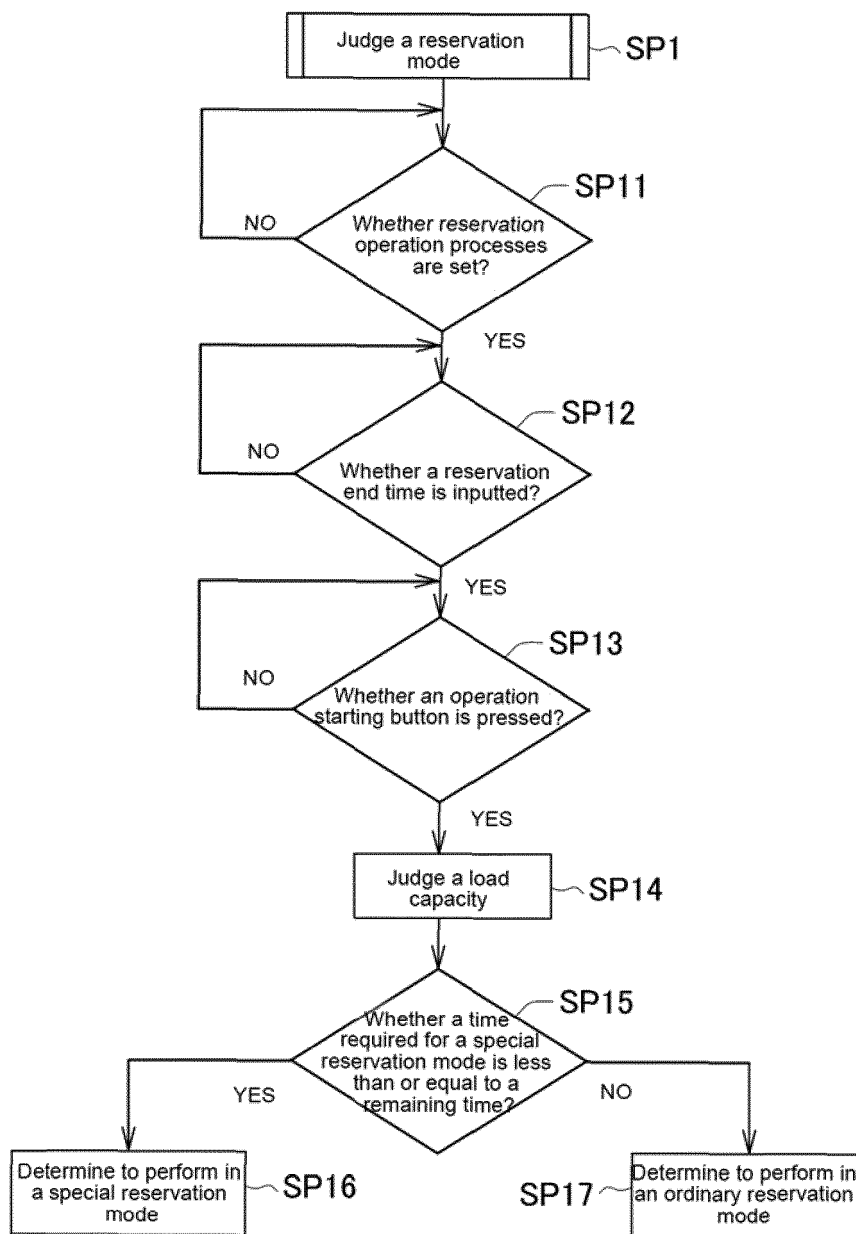 Judge a reservation
mode
SP1
SP11
NO
Whether reservation
operation processes
are set?
YES
SP12
NO
Whether a reservation
end time is inputted?
YES
SP13
NO
Whether an operation
starting button is pressed?
YES
Judge a load
capacity
SP14
SP15
Whether a time
required for a special
reservation mode is less
than or equal to a
remaining time?
YES
NO
Determine to perform in
a special reservation
mode
SP16
SP17
Determine to perform in
an ordinary reservation
mode